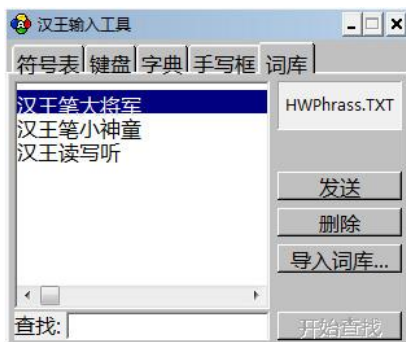 汉王输入工具
符号表 键盘 字典 手写框 词库
汉王笔大将军
汉王笔小神童
汉王读写听
HWPhrass.TXT
发送
删除
导入词库...
查找:
开始查找